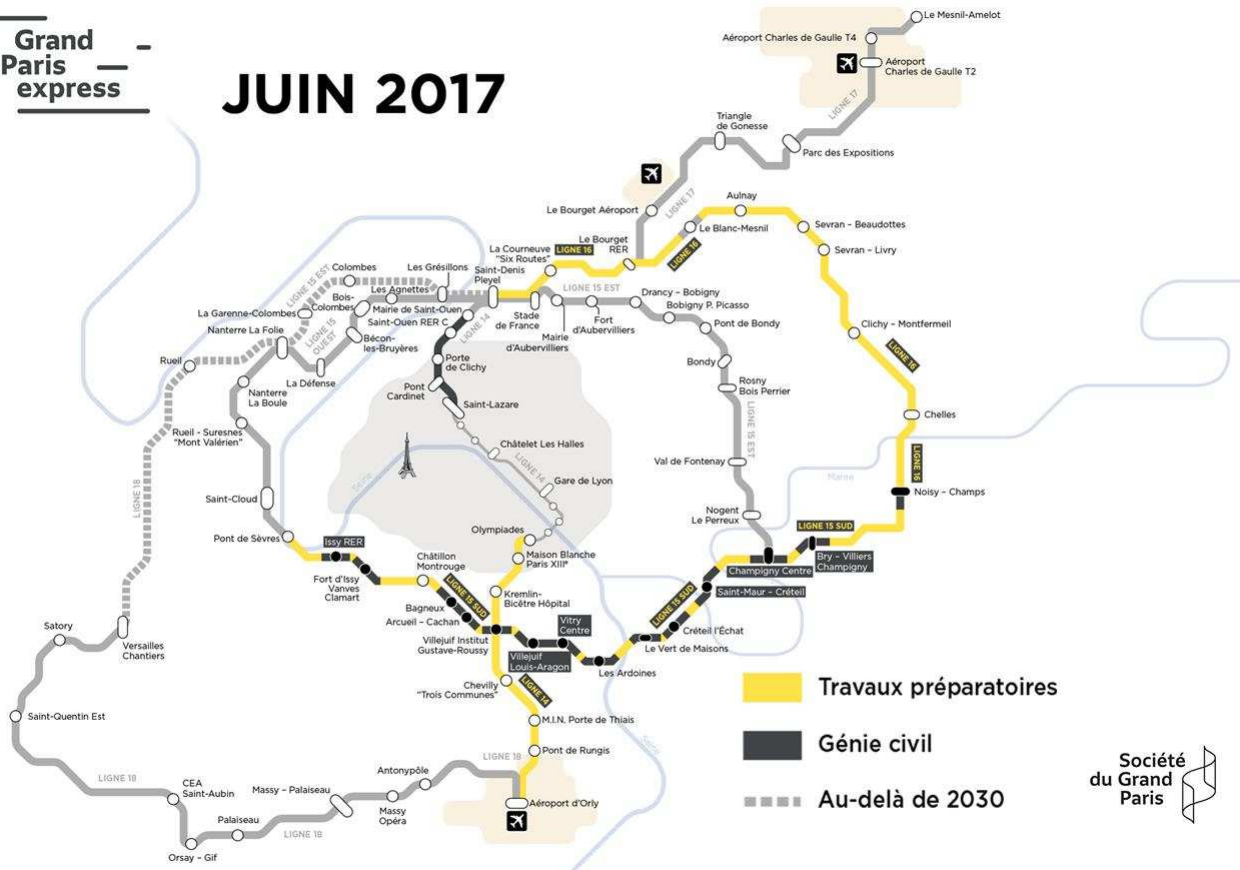 Grand
Paris
express
JUIN 2017
Le Mesnil-Amelot
Aéroport Charles de Gaulle T4
Aéroport
Charles de Gaulle T2
LIGNE 17
Triangle
de Gonesse
Parc des Expositions
Le Bourget Aéroport
LIGNE 17
Aulnay
Le Blanc-Mesnil
Sevran – Beaudottes
Sevran – Livry
Le Bourget
RER
LIGNE 16
LIGNE 16
La Courneuve
"Six Routes"
Saint-Denis
Pleyel
Les Grésillons
Colombes
LIGNE 15 EST
Les Agnettes
Bois-
Colombes
La Garenne-Colombes
Mairie de Saint-Ouen
Saint-Ouen RER C
LIGNE 14
LIGNE 15 EST
Stade
de France
Mairie
d'Aubervilliers
Fort
d'Aubervilliers
Drancy – Bobigny
Bobigny P. Picasso
Pont de Bondy
Bondy
Rosny
Bois Perrier
LIGNE 15 EST
Val de Fontenay
Nogent
Le Perreux
Clichy – Montfermeil
LIGNE 16
Chelles
LIGNE 16
Marne
Noisy – Champs
Nanterre La Folie
LIGNE 15
OUEST
Bécon-
les-Bruyères
La Défense
Rueil
Nanterre
La Boule
Rueil - Suresnes
"Mont Valérien"
Saint-Cloud
Pont de Sèvres
LIGNE 18
Porte
de Clichy
Pont
Cardinet
Saint-Lazare
Châtelet Les Halles
LIGNE 14
Gare de Lyon
Seine
Olympiades
Maison Blanche
Paris XIIIᵉ
Kremlin-
Bicêtre Hôpital
Issy RER
Fort d'Issy
Vanves
Clamart
Châtillon
Montrouge
LIGNE 15 SUD
Bagneux
Arcueil – Cachan
Villejuif Institut
Gustave-Roussy
Villejuif
Louis-Aragon
Vitry
Centre
Les Ardoines
Le Vert de Maisons
Créteil l'Échat
LIGNE 15 SUD
Saint-Maur – Créteil
Champigny Centre
LIGNE 15 SUD
Bry – Villiers
Champigny
Chevilly
"Trois Communes"
LIGNE 14
M.I.N. Porte de Thiais
Pont de Rungis
Aéroport d'Orly
Seine
LIGNE 18
Antonypôle
Massy
Opéra
Massy – Palaiseau
LIGNE 18
Palaiseau
Orsay – Gif
CEA
Saint-Aubin
LIGNE 18
Saint-Quentin Est
Satory
Versailles
Chantiers
Travaux préparatoires
Génie civil
Au-delà de 2030
Société
du Grand
Paris